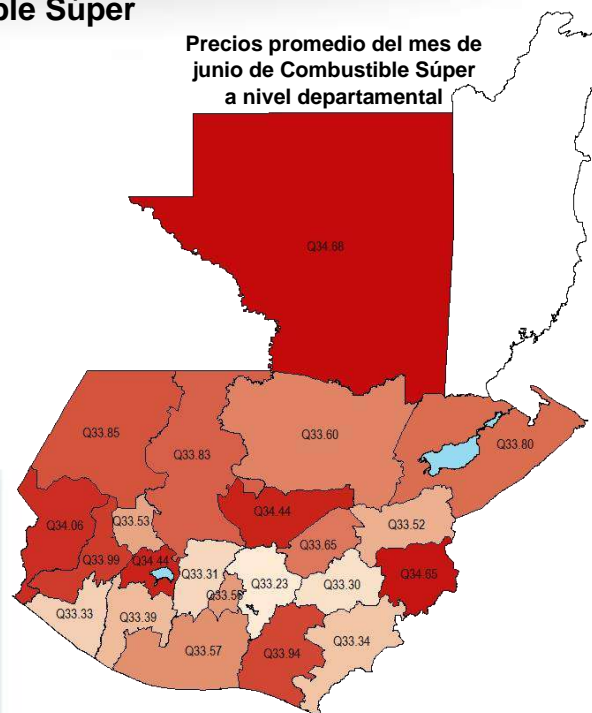 ble Súper
Precios promedio del mes de
junio de Combustible Súper
a nivel departamental
Q34.68
Q33.85
Q33.83
Q33.60
Q33.80
Q34.06
Q33.53
Q34.44
Q33.52
Q33.99
Q34.44
Q33.65
Q33.31
Q33.23
Q33.30
Q34.65
Q33.33
Q33.39
Q33.34
Q33.57
Q33.94